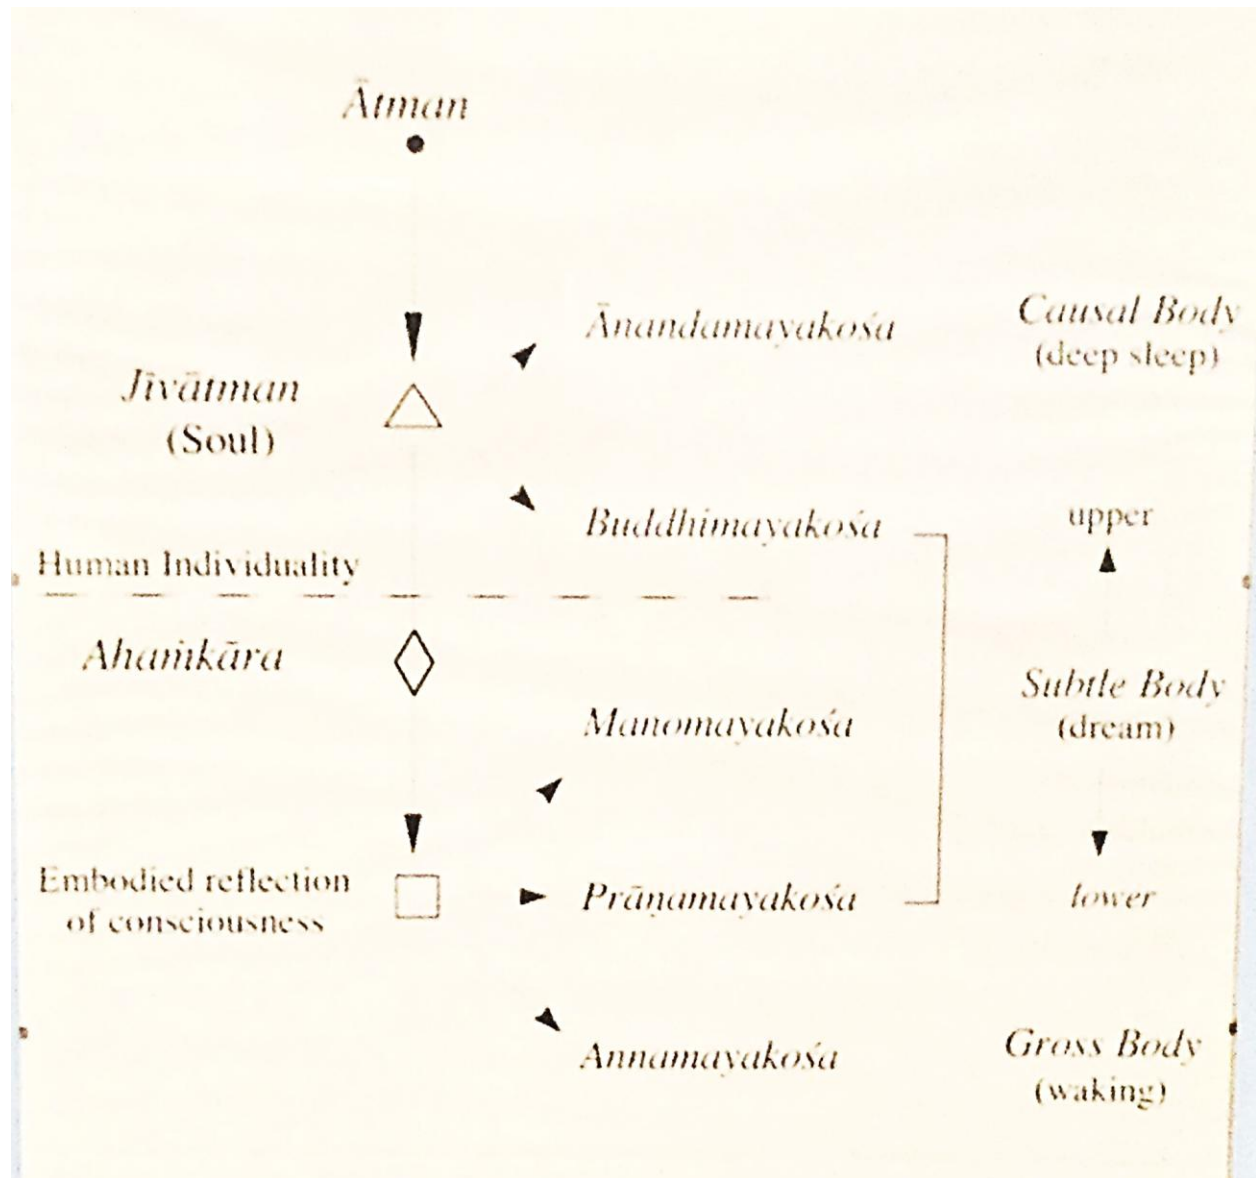 Ātman
Ānandamayakośa
Causal Body
(deep sleep)
Jīvātman
(Soul)
Buddhimayakośa
upper
Human Individuality
Ahaṁkāra
Manomayakośa
Subtle Body
(dream)
Embodied reflection
of consciousness
Prāṇamayakośa
lower
Annamayakośa
Gross Body
(waking)